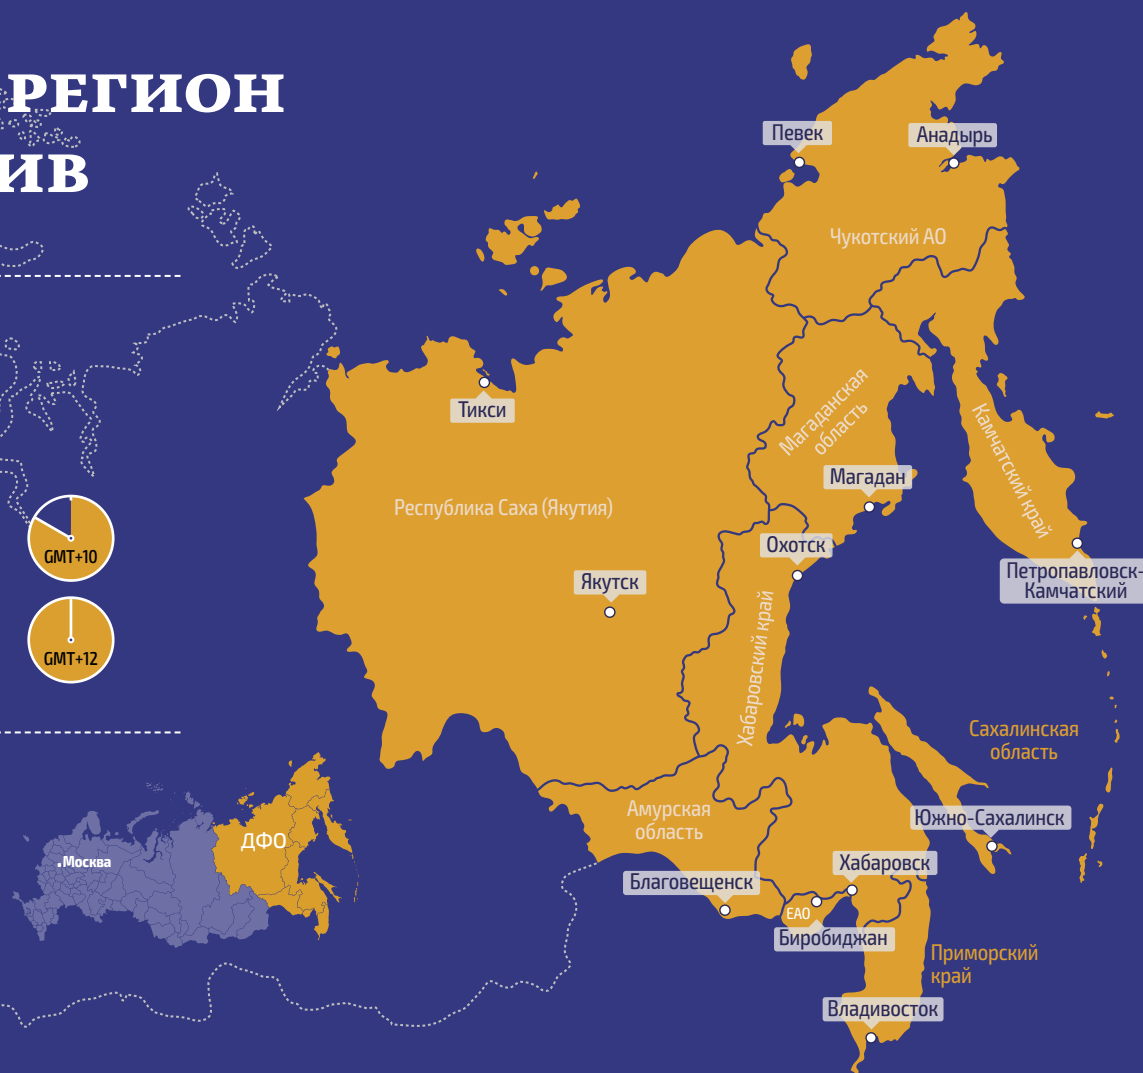 РЕГИОН
ИВ
Певек
Анадырь
Чукотский АО
Тикси
Магаданская
область
Камчатский край
Магадан
Республика Саха (Якутия)
GMT+10
Охотск
Петропавловск-
Камчатский
Якутск
Хабаровский край
GMT+12
Сахалинская
область
Амурская
область
Южно-Сахалинск
ДФО
Москва
Хабаровск
Благовещенск
ЕАО
Биробиджан
Приморский
край
Владивосток